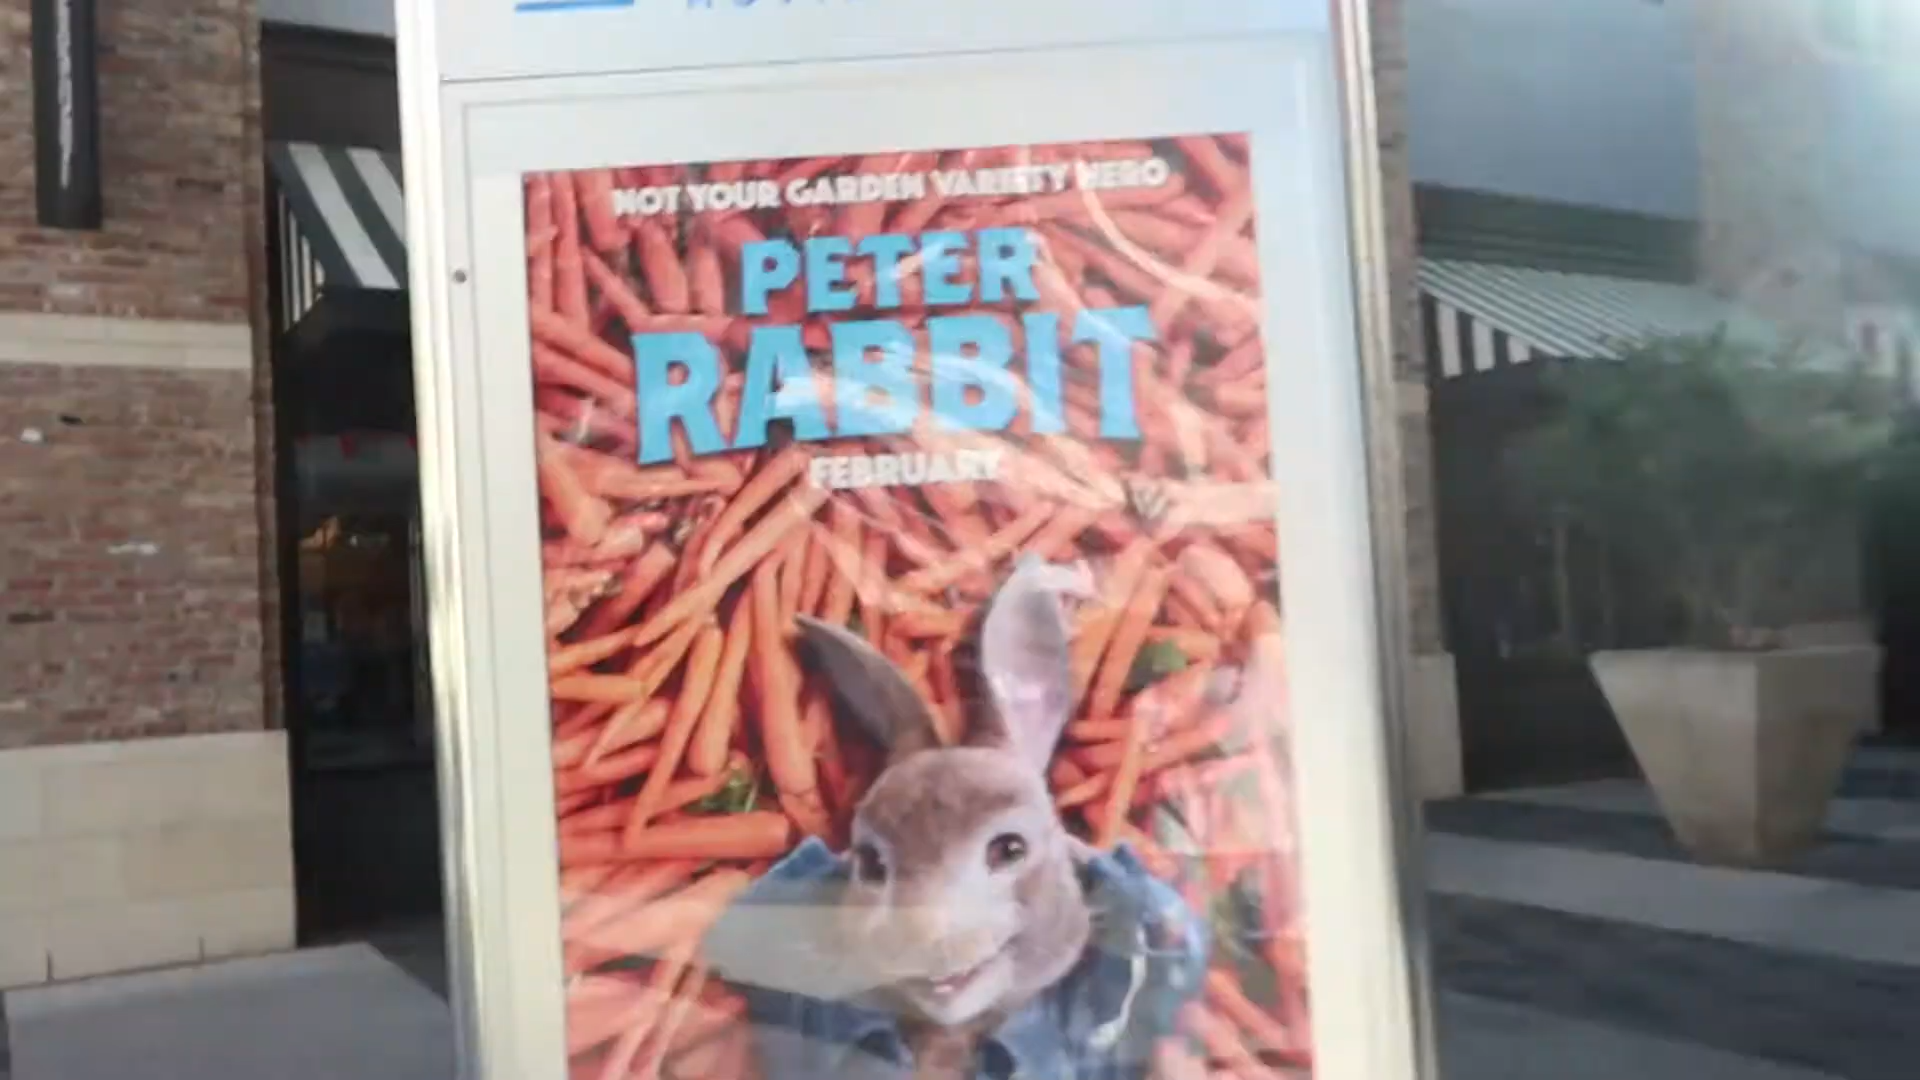 NOT YOUR GARDEN VARIETY HERO
PETER
RABBIT
FEBRUARY